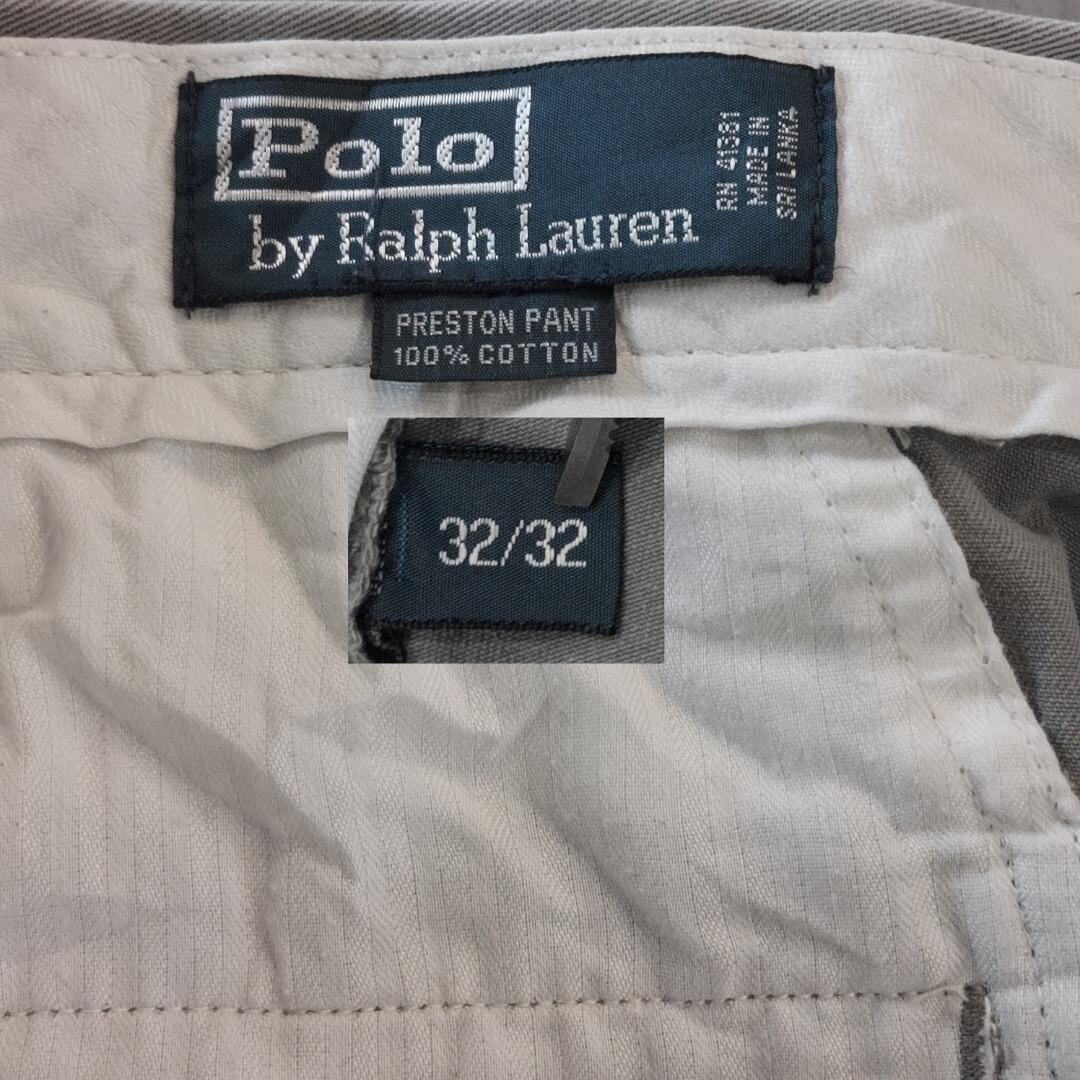 Polo
by Ralph Lauren
RN 41381
MADE IN
SRI LANKA
PRESTON PANT
100% COTTON
32/32